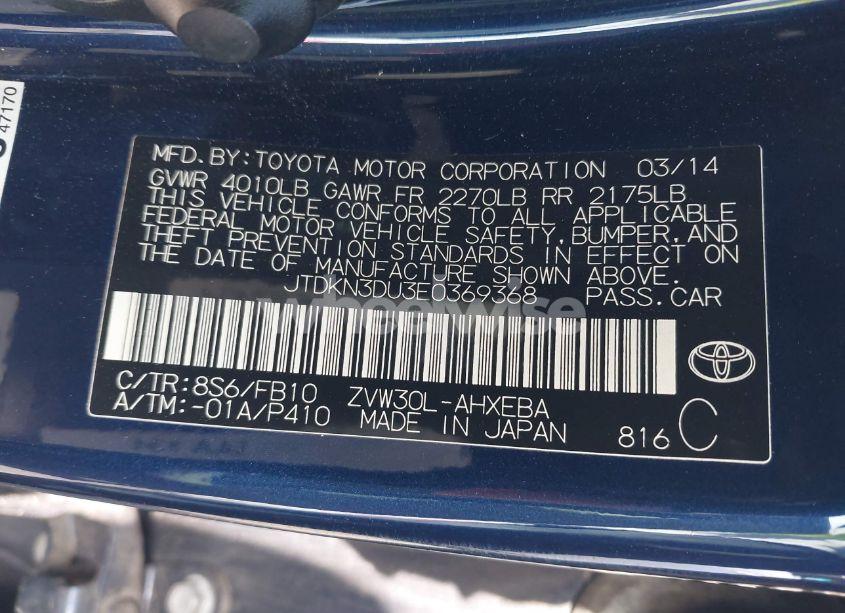 47170
MFD. BY: TOYOTA MOTOR CORPORATION 03/14
GVWR 4010LB GAWR FR 2270LB RR 2175LB
THIS VEHICLE CONFORMS TO ALL APPLICABLE
FEDERAL MOTOR VEHICLE SAFETY, BUMPER, AND
THEFT PREVENTION STANDARDS IN EFFECT ON
THE DATE OF MANUFACTURE SHOWN ABOVE.
JTDKN3DU3E0369368 PASS. CAR
wheelwise
C/TR: 8S6/FB10 ZVW30L-AHXEBA
A/TM: -01A/P410 MADE IN JAPAN 816 C